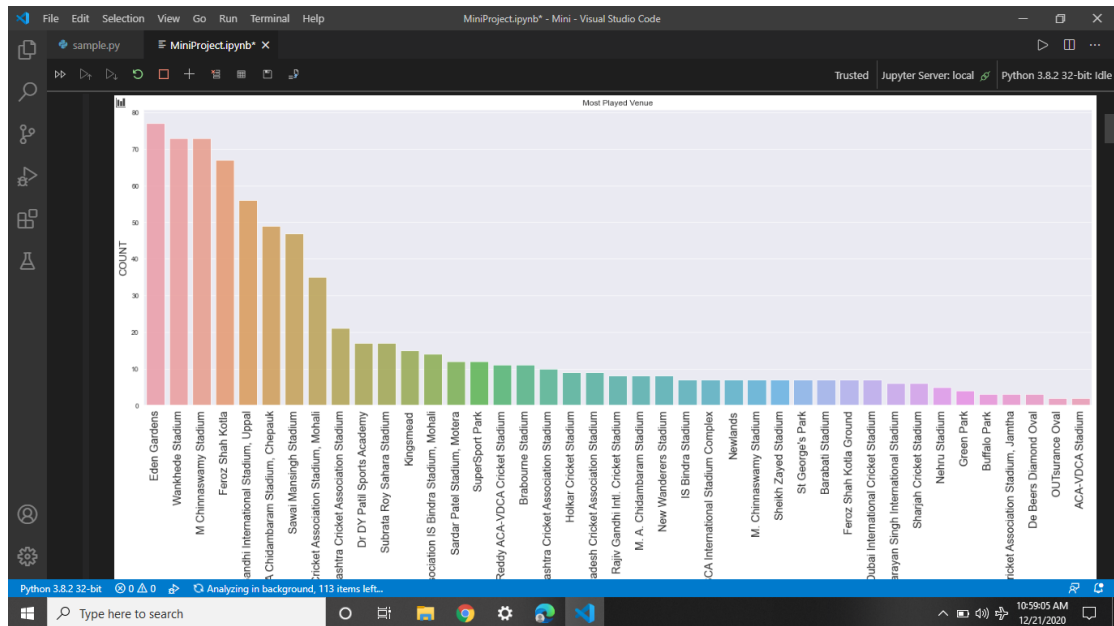 File Edit Selection View Go Run Terminal Help MiniProject.ipynb* - Mini - Visual Studio Code
sample.py MiniProject.ipynb*
Trusted Jupyter Server: local Python 3.8.2 32-bit: Idle
Most Played Venue
COUNT
80
70
60
50
40
30
20
10
0
Eden Gardens
Wankhede Stadium
M Chinnaswamy Stadium
Feroz Shah Kotla
andhi International Stadium, Uppal
A Chidambaram Stadium, Chepauk
Sawai Mansingh Stadium
Cricket Association Stadium, Mohali
ashtra Cricket Association Stadium
Dr DY Patil Sports Academy
Subrata Roy Sahara Stadium
Kingsmead
sociation IS Bindra Stadium, Mohali
Sardar Patel Stadium, Motera
SuperSport Park
Reddy ACA-VDCA Cricket Stadium
Brabourne Stadium
ashtra Cricket Association Stadium
Holkar Cricket Stadium
adesh Cricket Association Stadium
Rajiv Gandhi Intl. Cricket Stadium
M. A. Chidambaram Stadium
New Wanderers Stadium
IS Bindra Stadium
CA International Stadium Complex
Newlands
M. Chinnaswamy Stadium
Sheikh Zayed Stadium
St George's Park
Barabati Stadium
Feroz Shah Kotla Ground
Dubai International Cricket Stadium
arayan Singh International Stadium
Sharjah Cricket Stadium
Nehru Stadium
Green Park
Buffalo Park
ricket Association Stadium, Jamtha
De Beers Diamond Oval
OUTsurance Oval
ACA-VDCA Stadium
Python 3.8.2 32-bit 0 0 Analyzing in background, 113 items left...
Type here to search
10:59:05 AM
12/21/2020